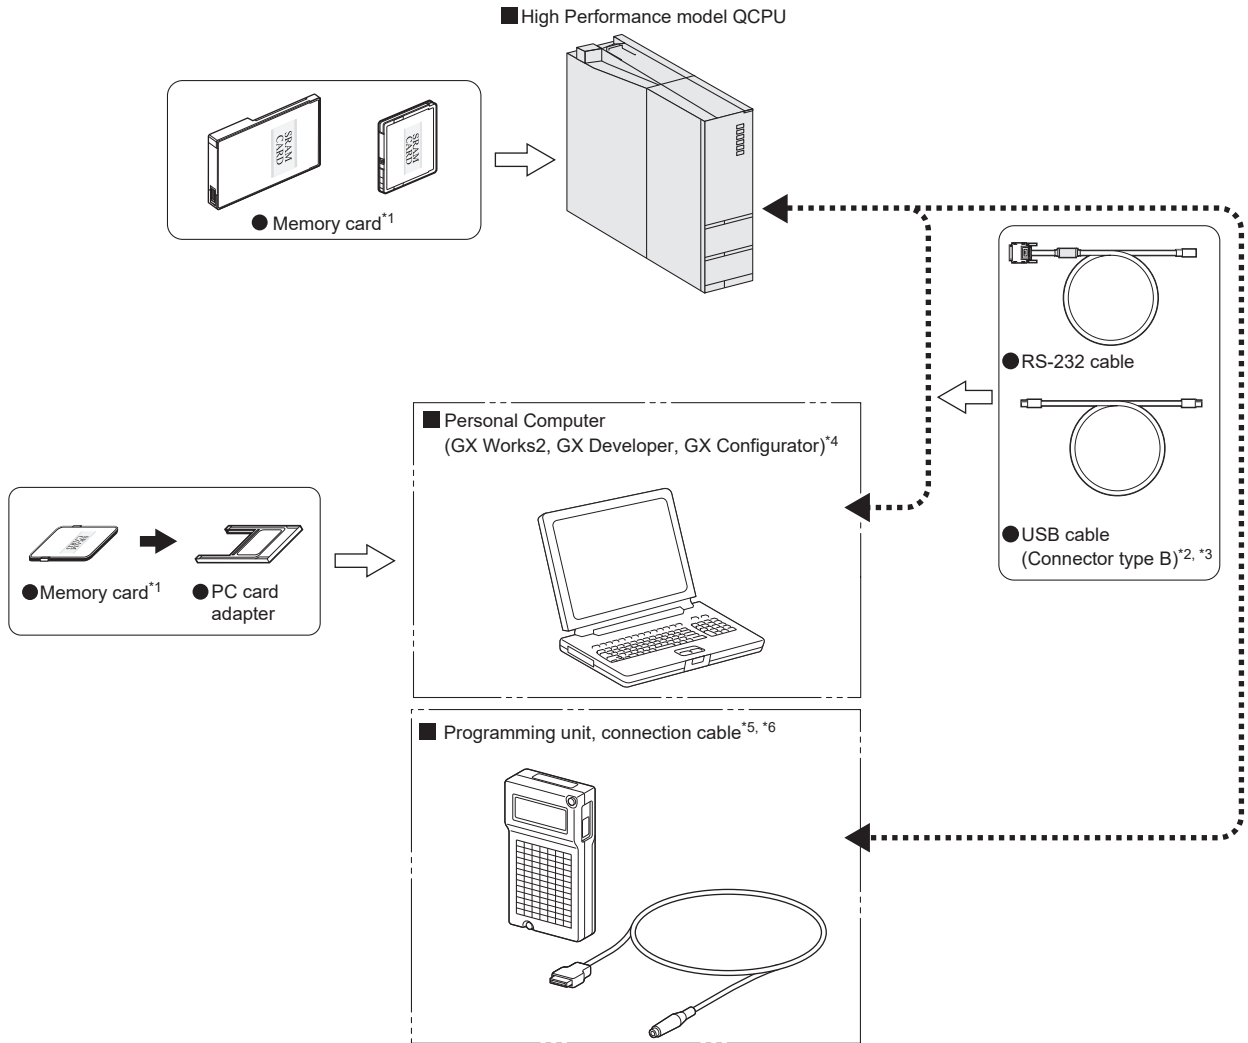 High Performance model QCPU
SRAM
CARD
SRAM
CARD
Memory card*1
RS-232 cable
Personal Computer
(GX Works2, GX Developer, GX Configurator)*4
USB cable
(Connector type B)*2, *3
Memory card*1
PC card
adapter
Programming unit, connection cable*5, *6